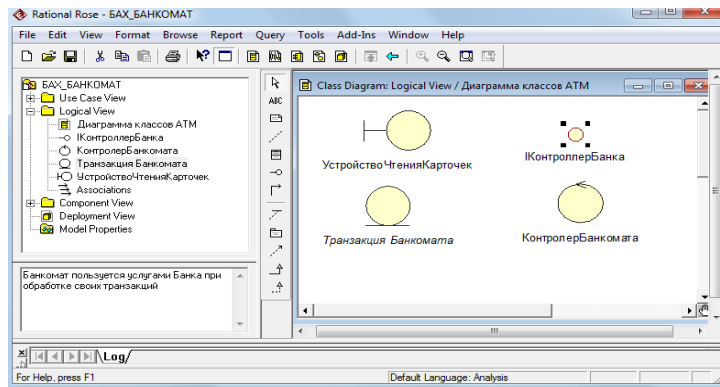 Rational Rose - БАХ_БАНКОМАТ
File Edit View Format Browse Report Query Tools Add-Ins Window Help
БАХ_БАНКОМАТ
Use Case View
Logical View
Диаграмма классов АТМ
IКонтроллерБанка
КонтролерБанкомата
Транзакция Банкомата
УстройствоЧтенияКарточек
Associations
Component View
Deployment View
Model Properties
Банкомат пользуется услугами Банка при
обработке своих транзакций
ABC
Class Diagram: Logical View / Диаграмма классов АТМ
УстройствоЧтенияКарточек
IКонтроллерБанка
Транзакция Банкомата
КонтролерБанкомата
Log
For Help, press F1
Default Language: Analysis